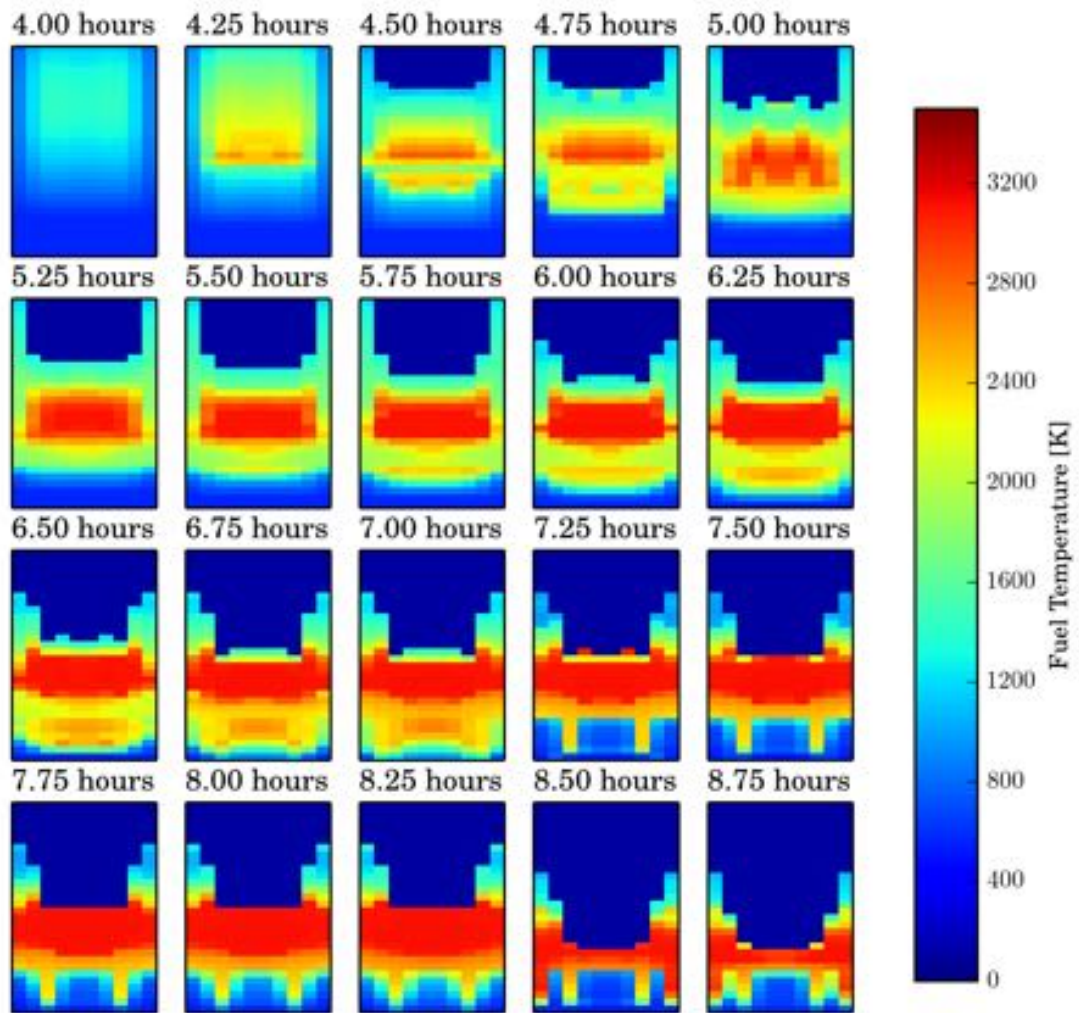 4.00 hours 4.25 hours 4.50 hours 4.75 hours 5.00 hours
5.25 hours 5.50 hours 5.75 hours 6.00 hours 6.25 hours
6.50 hours 6.75 hours 7.00 hours 7.25 hours 7.50 hours
7.75 hours 8.00 hours 8.25 hours 8.50 hours 8.75 hours
3200
2800
2400
2000
1600
1200
800
400
0
Fuel Temperature [K]